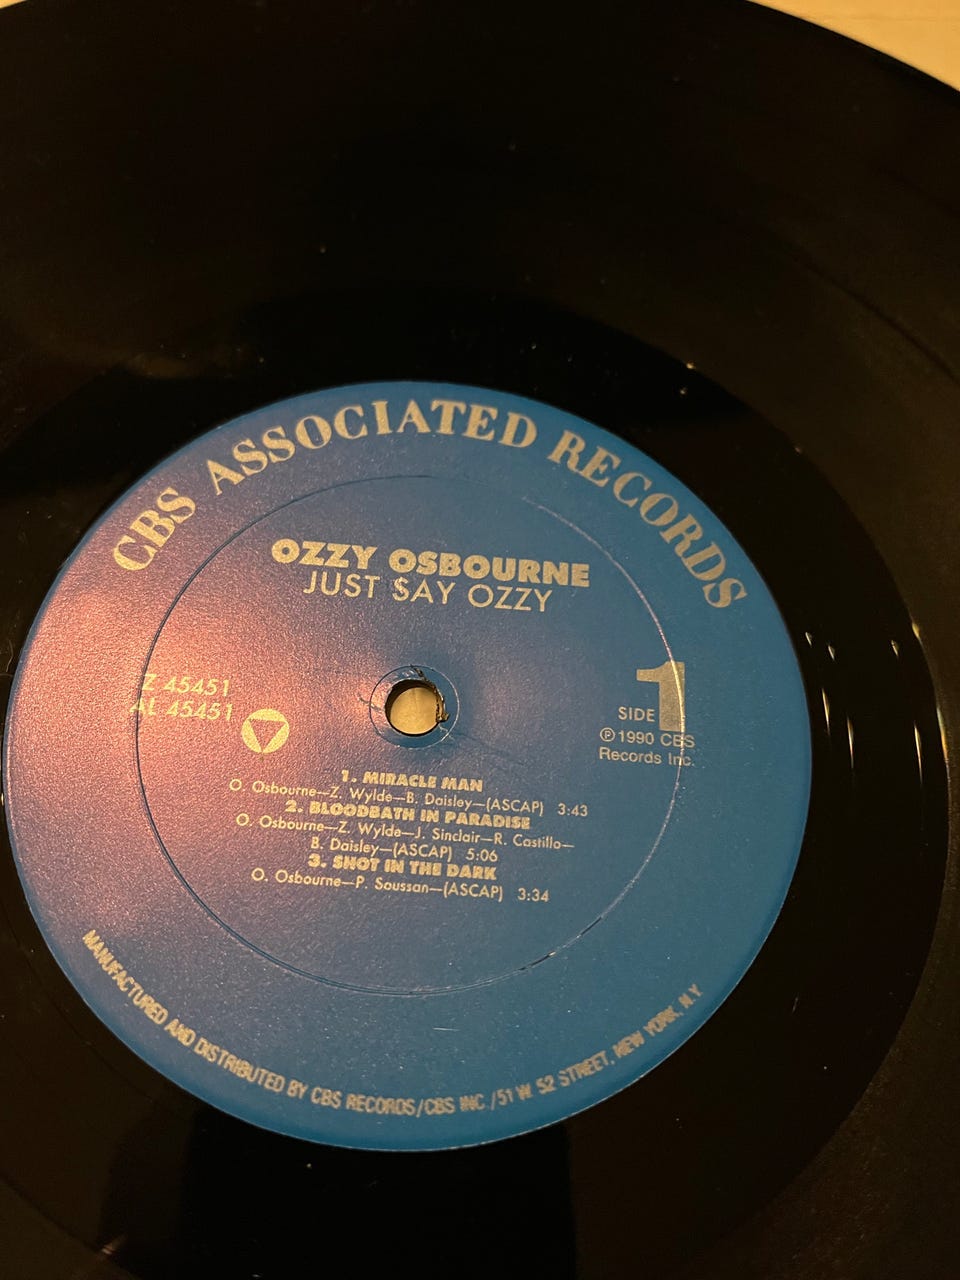 CBS ASSOCIATED RECORDS
OZZY OSBOURNE
JUST SAY OZZY
Z 45451
AL 45451
SIDE 1
Ⓟ 1990 CBS
Records Inc.
1. MIRACLE MAN
O. Osbourne—Z. Wylde—B. Daisley—(ASCAP) 3:43
2. BLOODBATH IN PARADISE
O. Osbourne—Z. Wylde—J. Sinclair—R. Castillo—
B. Daisley—(ASCAP) 5:06
3. SHOT IN THE DARK
O. Osbourne—P. Soussan—(ASCAP) 3:34
MANUFACTURED AND DISTRIBUTED BY CBS RECORDS/CBS INC./51 W. 52 STREET, NEW YORK, N.Y.